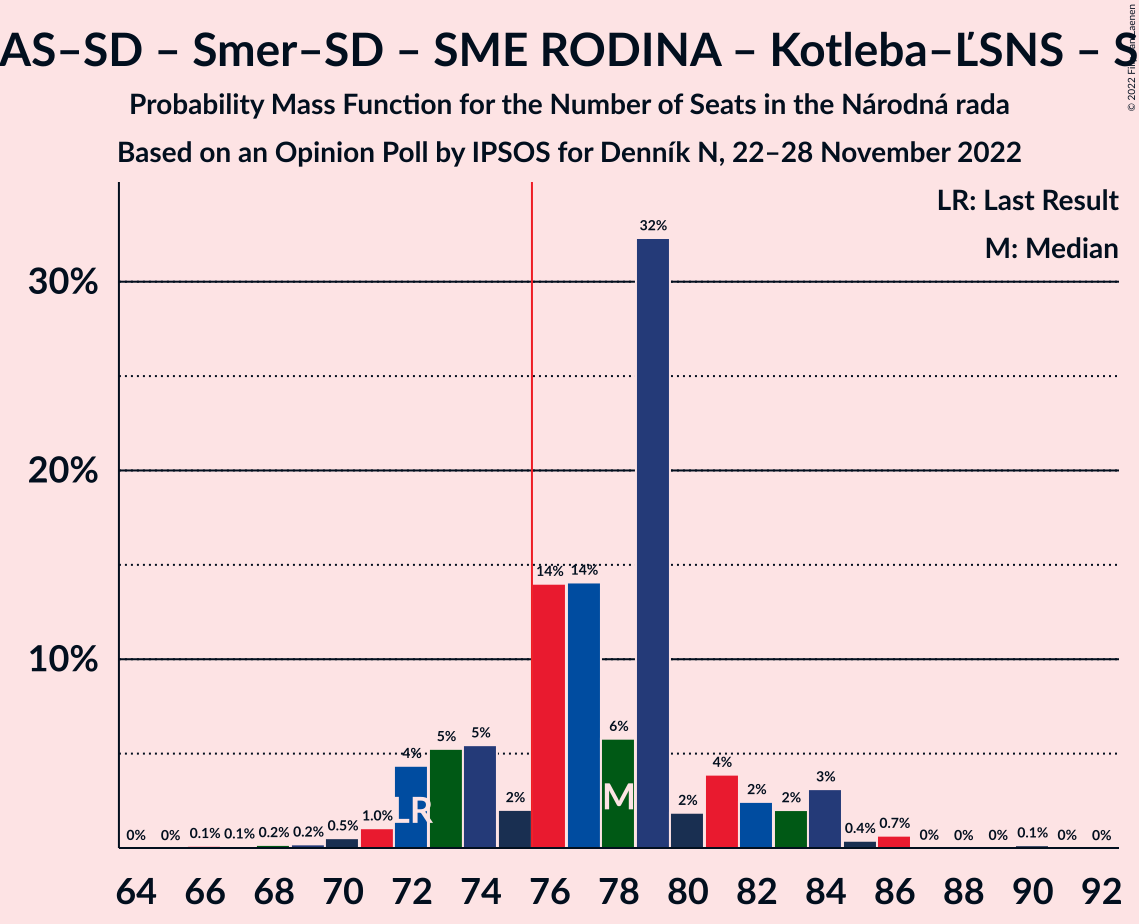 AS–SD – Smer–SD – SME RODINA – Kotleba–ĽSNS – S
Probability Mass Function for the Number of Seats in the Národná rada
Based on an Opinion Poll by IPSOS for Denník N, 22–28 November 2022
© 2022 Filip van Laenen
LR: Last Result
M: Median
30%
20%
10%
0% 0% 0.1% 0.1% 0.2% 0.2% 0.5% 1.0% 4% 5% 5% 2% 14% 14% 6% 32% 2% 4% 2% 2% 3% 0.4% 0.7% 0% 0% 0% 0.1% 0% 0%
LR
M
64 66 68 70 72 74 76 78 80 82 84 86 88 90 92